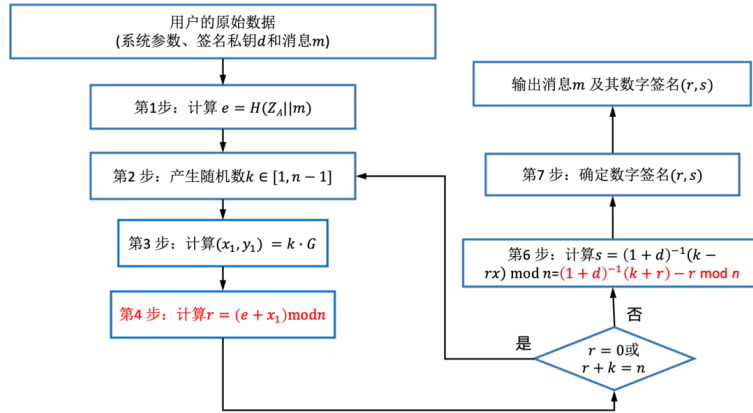 用户的原始数据
(系统参数、签名私钥d和消息m)
第1步：计算 e = H(Z_A||m)
第2 步：产生随机数k ∈ [1, n − 1]
第3 步：计算(x₁, y₁) = k · G
第4 步：计算r = (e + x₁)modn
是
否
r = 0或
r + k = n
第6 步：计算s = (1 + d)⁻¹(k −
rx) mod n=(1 + d)⁻¹(k + r) − r mod n
第7 步：确定数字签名(r, s)
输出消息m 及其数字签名(r, s)